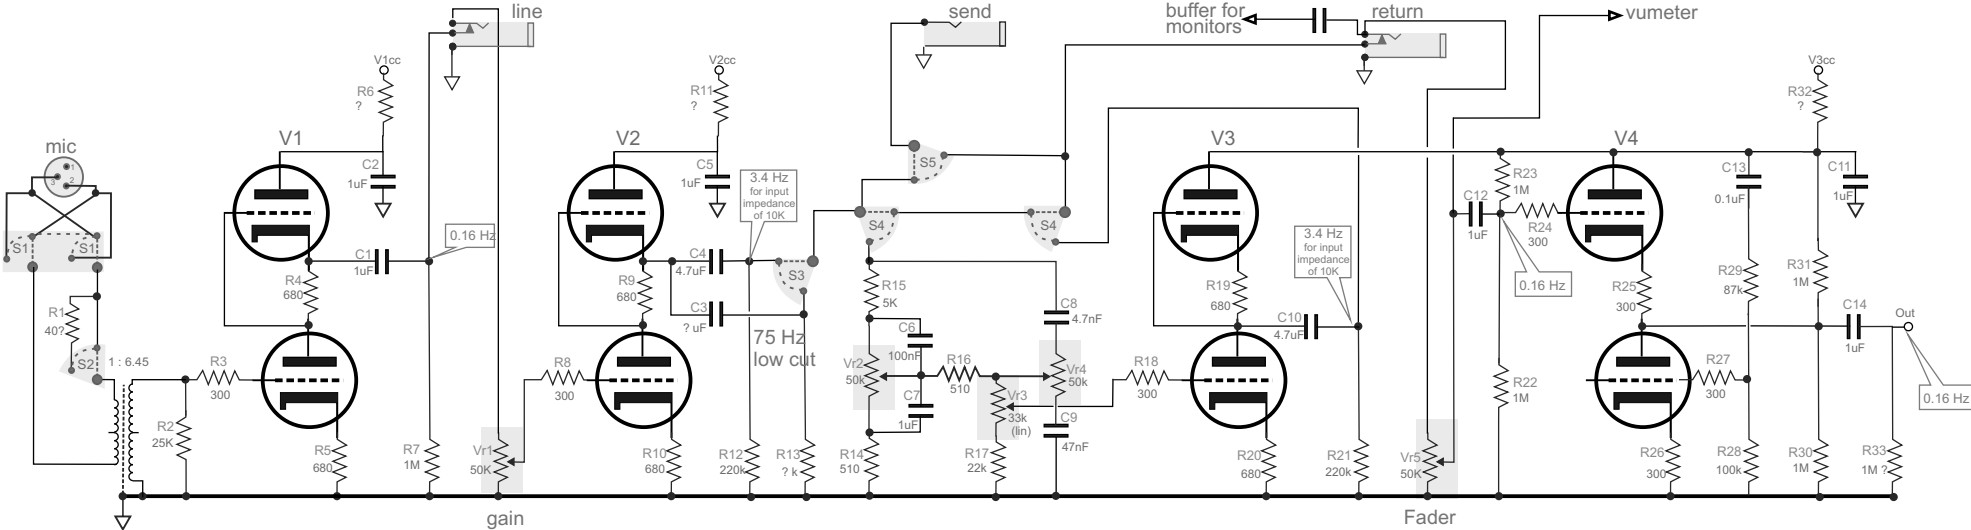 line
send
buffer for
monitors
return
vumeter
V1cc
R6
?
V2cc
R11
?
V3cc
R32
?
mic
1
2
3
S1
S1
V1
C2
1uF
V2
C5
1uF
3.4 Hz
for input
impedance
of 10K
S5
S4
S4
V3
R23
1M
V4
C13
0.1uF
C11
1uF
0.16 Hz
C1
1uF
R4
680
R9
680
C4
4.7uF
S3
C3
? uF
R15
5K
C8
4.7nF
R19
680
3.4 Hz
for input
impedance
of 10K
C10
4.7uF
C12
1uF
R24
300
0.16 Hz
R25
300
R29
87k
R31
1M
C14
1uF
Out
R1
40?
S2
1 : 6.45
75 Hz
low cut
C6
100nF
Vr2
50k
R16
510
Vr4
50k
C7
1uF
Vr3
33k
(lin)
C9
47nF
R3
300
R8
300
R18
300
R22
1M
R27
300
0.16 Hz
R2
25K
R5
680
R7
1M
Vr1
50K
R10
680
R12
220k
R13
? k
R14
510
R17
22k
R20
680
R21
220k
Vr5
50K
R26
300
R28
100k
R30
1M
R33
1M ?
gain
Fader